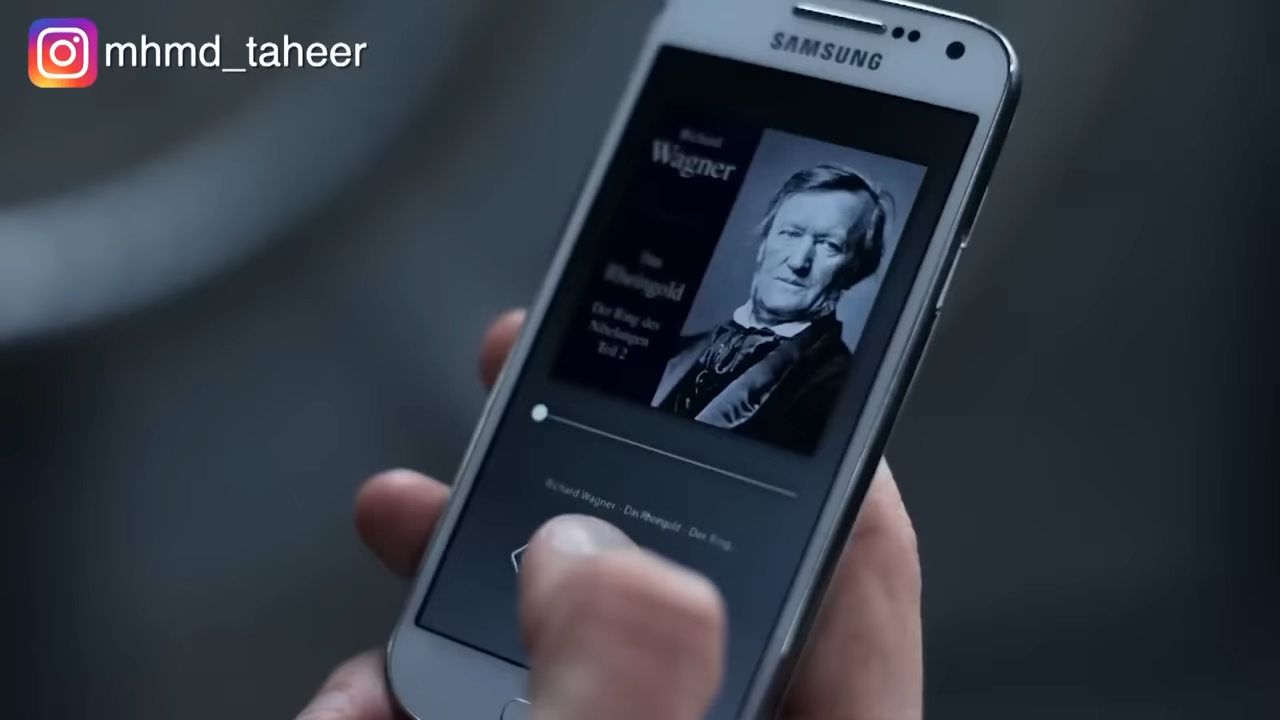 mhmd_taheer
SAMSUNG
Richard
Wagner
Das
Rheingold
Der Ring des
Nibelungen
Teil 2
Richard Wagner - Das Rheingold - Der Ring.